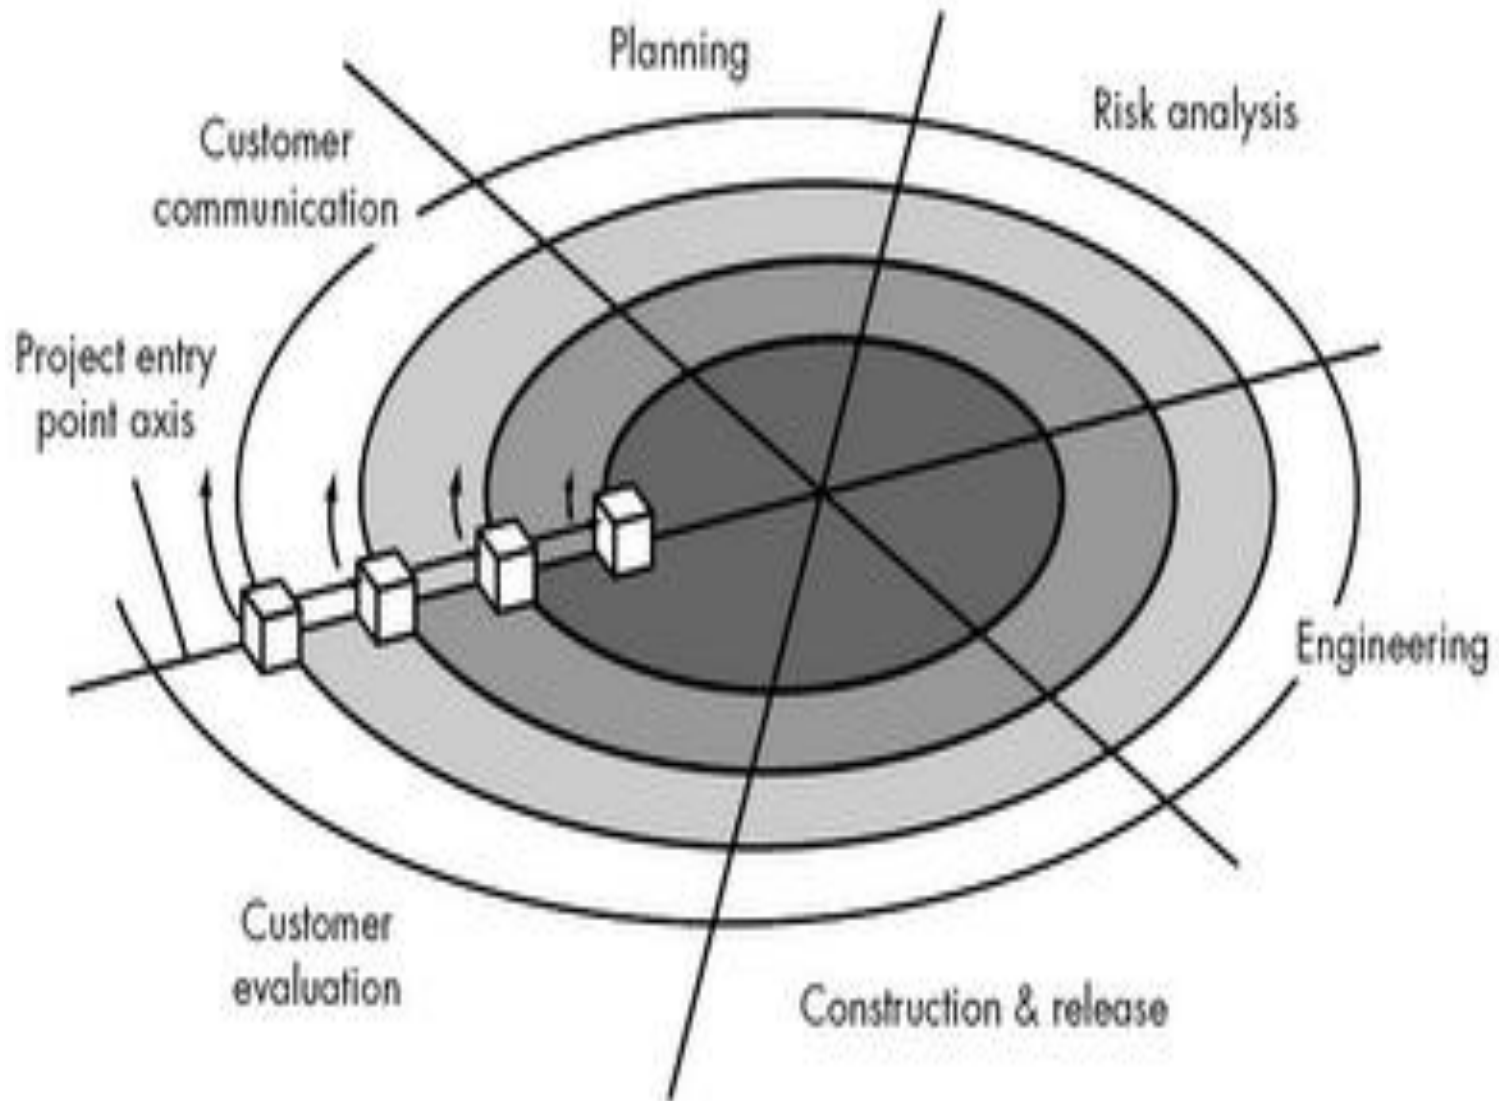 Planning
Risk analysis
Customer
communication
Project entry
point axis
Engineering
Customer
evaluation
Construction & release